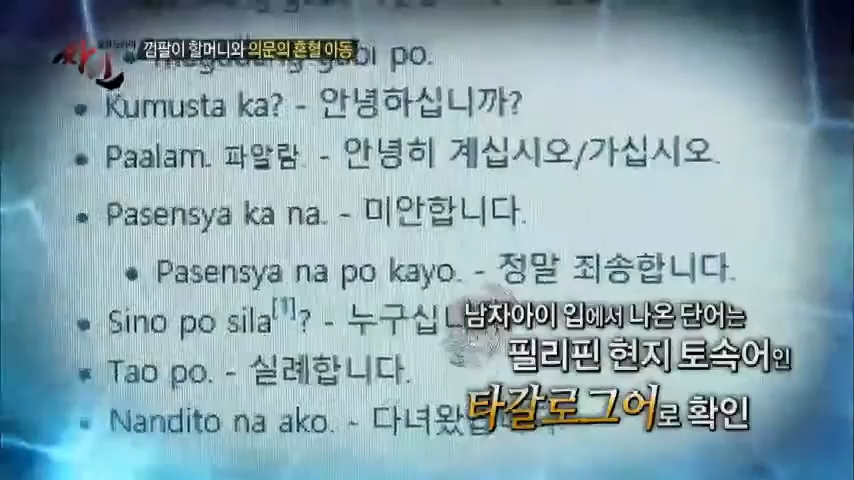 껌팔이 할머니와 의문의 혼혈 아동
po.
• Kumusta ka? - 안녕하십니까?
• Paalam. 파알람. - 안녕히 계십시오/가십시오.
• Pasensya ka na. - 미안합니다.
• Pasensya na po kayo. - 정말 죄송합니다.
• Sino po sila[1]? - 누구십
• Tao po. - 실례합니다.
• Nandito na ako. - 다녀왔
남자아이 입에서 나온 단어는
필리핀 현지 토속어인
타갈로그어로 확인